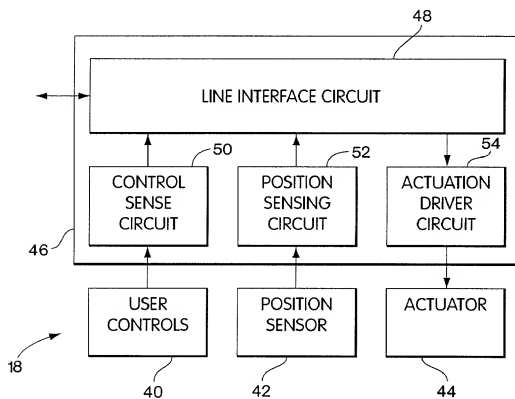 48
LINE INTERFACE CIRCUIT
50
52
54
CONTROL
SENSE
CIRCUIT
POSITION
SENSING
CIRCUIT
ACTUATION
DRIVER
CIRCUIT
46
USER
CONTROLS
POSITION
SENSOR
ACTUATOR
18
40
42
44